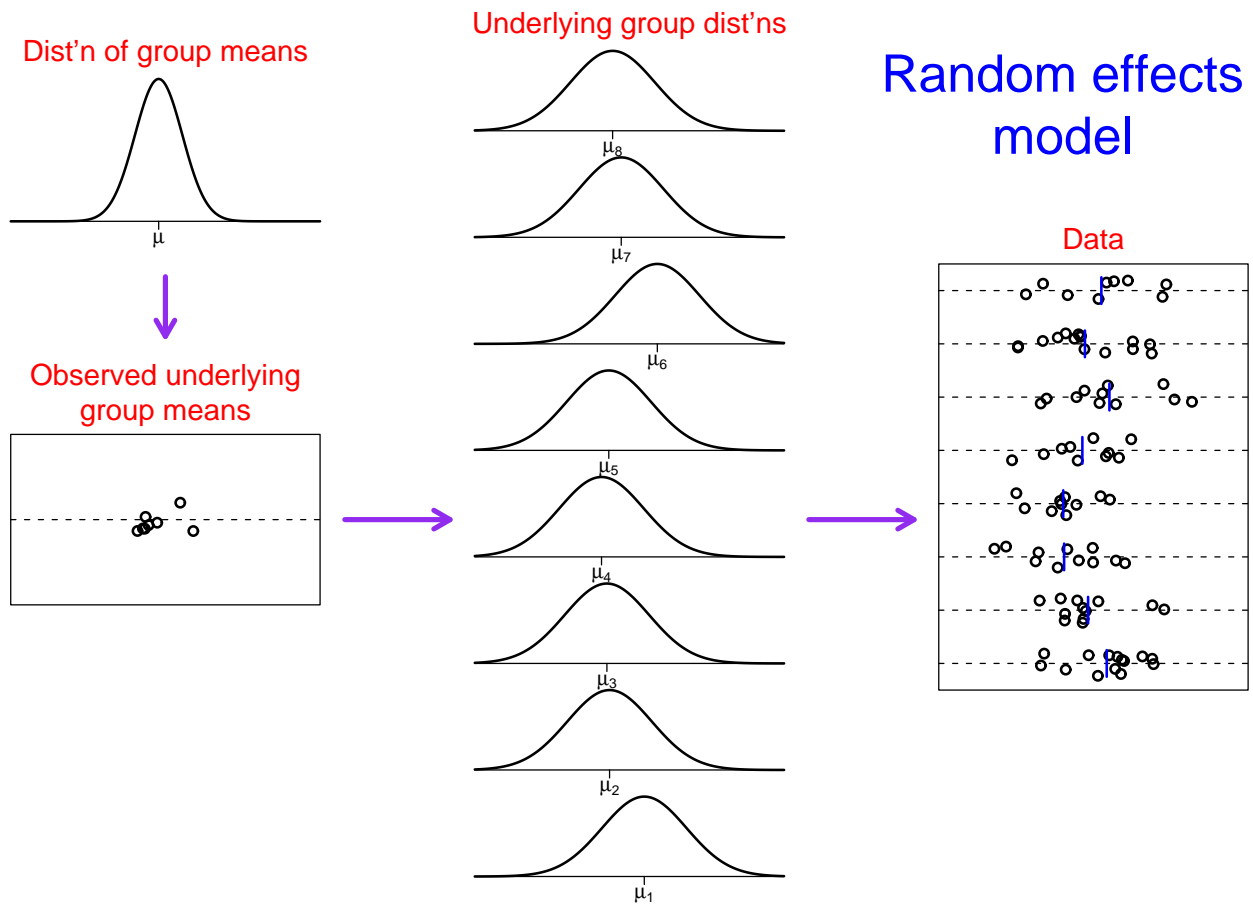 Dist'n of group means
μ
Observed underlying
group means
Underlying group dist'ns
μ8
μ7
μ6
μ5
μ4
μ3
μ2
μ1
Random effects
model
Data